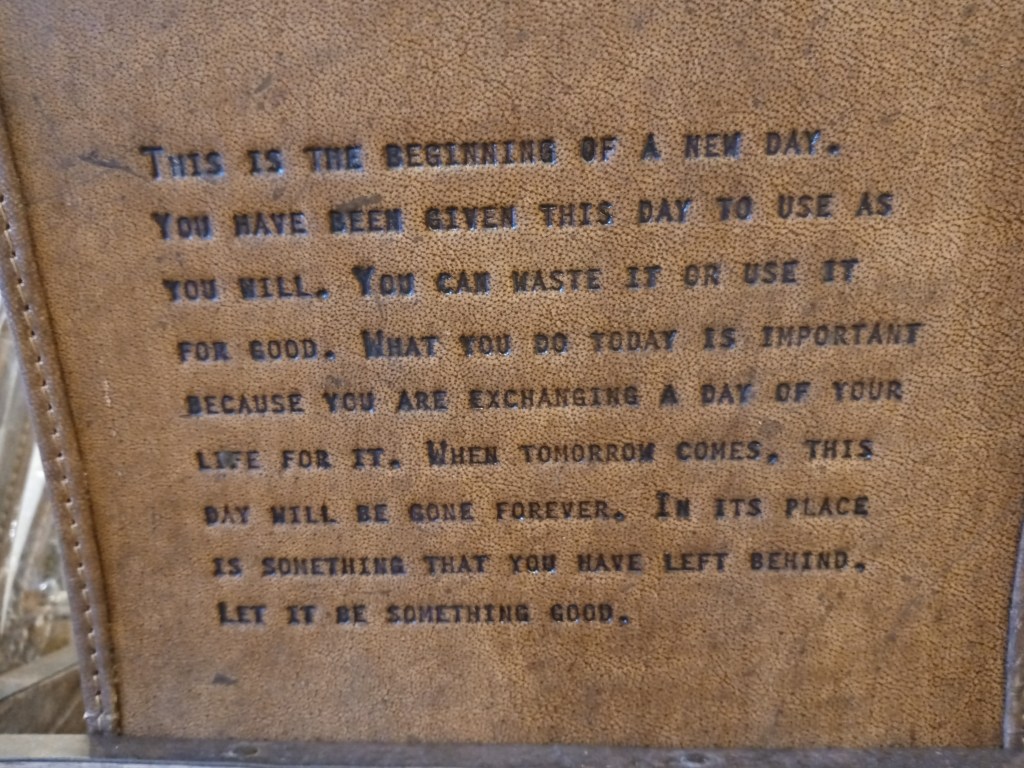 This is the beginning of a new day.
You have been given this day to use as
you will. You can waste it or use it
for good. What you do today is important
because you are exchanging a day of your
life for it. When tomorrow comes, this
day will be gone forever. In its place
is something that you have left behind.
Let it be something good.